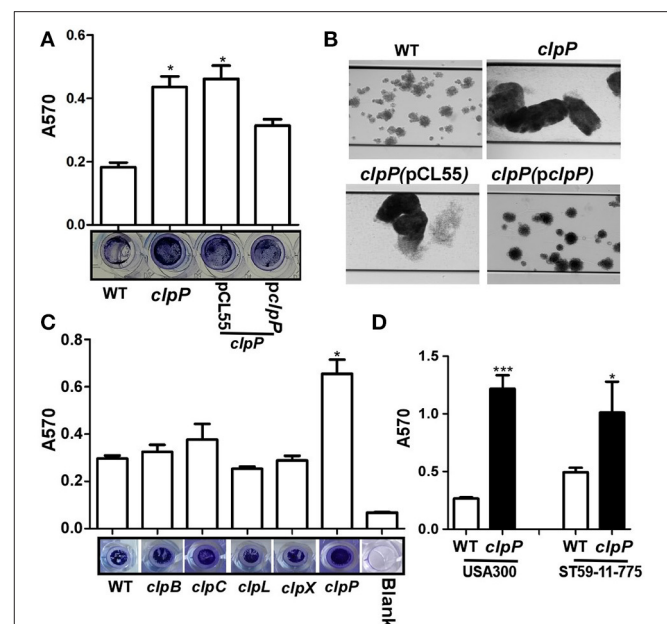 A
A570
0.6
0.4
0.2
0.0
*
*
WT
clpP
pCL55
pclpP
clpP
B
WT
clpP
clpP(pCL55)
clpP(pclpP)
C
A570
0.8
0.6
0.4
0.2
0.0
*
WT
clpB
clpC
clpL
clpX
clpP
Blank
D
A570
1.5
1.0
0.5
0.0
***
*
WT clpP
WT clpP
USA300
ST59-11-775